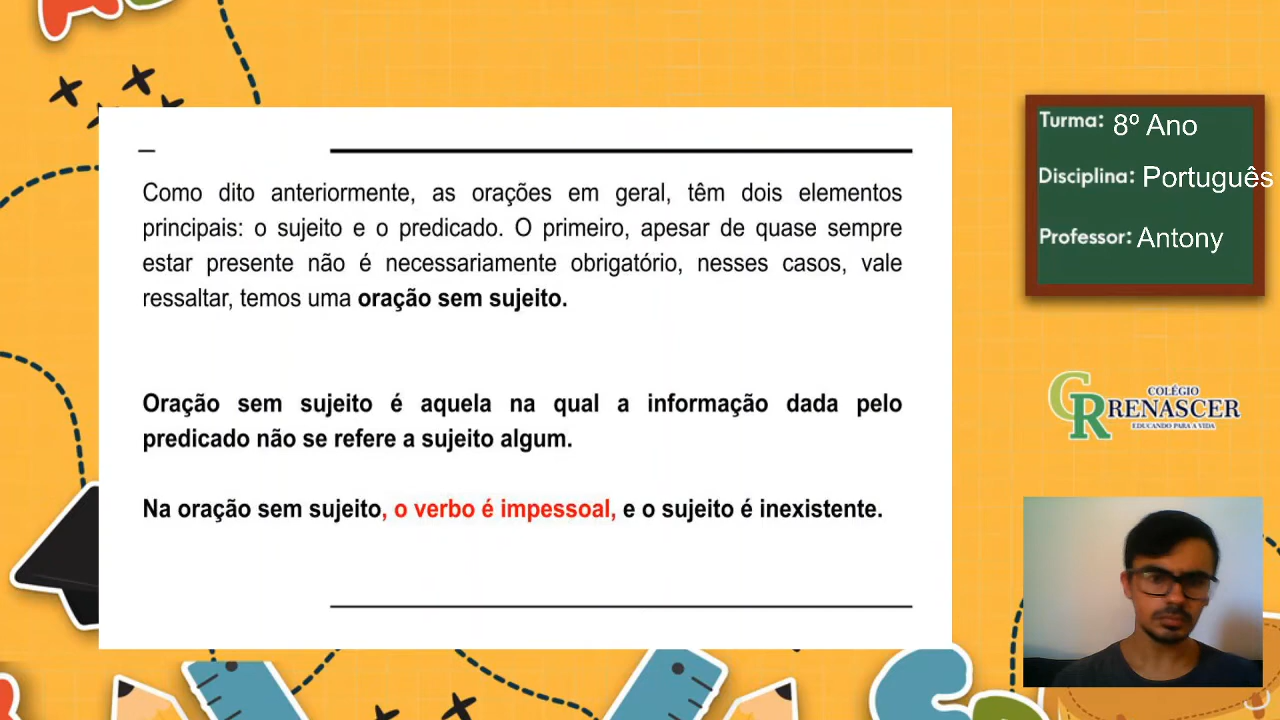 Como dito anteriormente, as orações em geral, têm dois elementos
principais: o sujeito e o predicado. O primeiro, apesar de quase sempre
estar presente não é necessariamente obrigatório, nesses casos, vale
ressaltar, temos uma oração sem sujeito.
Oração sem sujeito é aquela na qual a informação dada pelo
predicado não se refere a sujeito algum.
Na oração sem sujeito, o verbo é impessoal, e o sujeito é inexistente.
Turma: 8º Ano
Disciplina: Português
Professor: Antony
CR
COLÉGIO
RENASCER
EDUCANDO PARA A VIDA